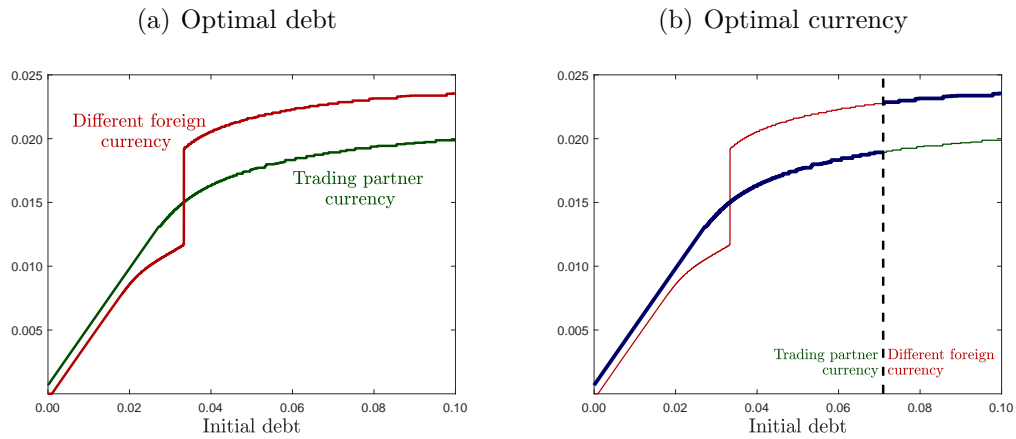 (a) Optimal debt
0.025
0.020
0.015
0.010
0.005
Different foreign
currency
Trading partner
currency
0.00 0.02 0.04 0.06 0.08 0.10
Initial debt
(b) Optimal currency
0.025
0.020
0.015
0.010
0.005
Trading partner
currency
Different foreign
currency
0.00 0.02 0.04 0.06 0.08 0.10
Initial debt